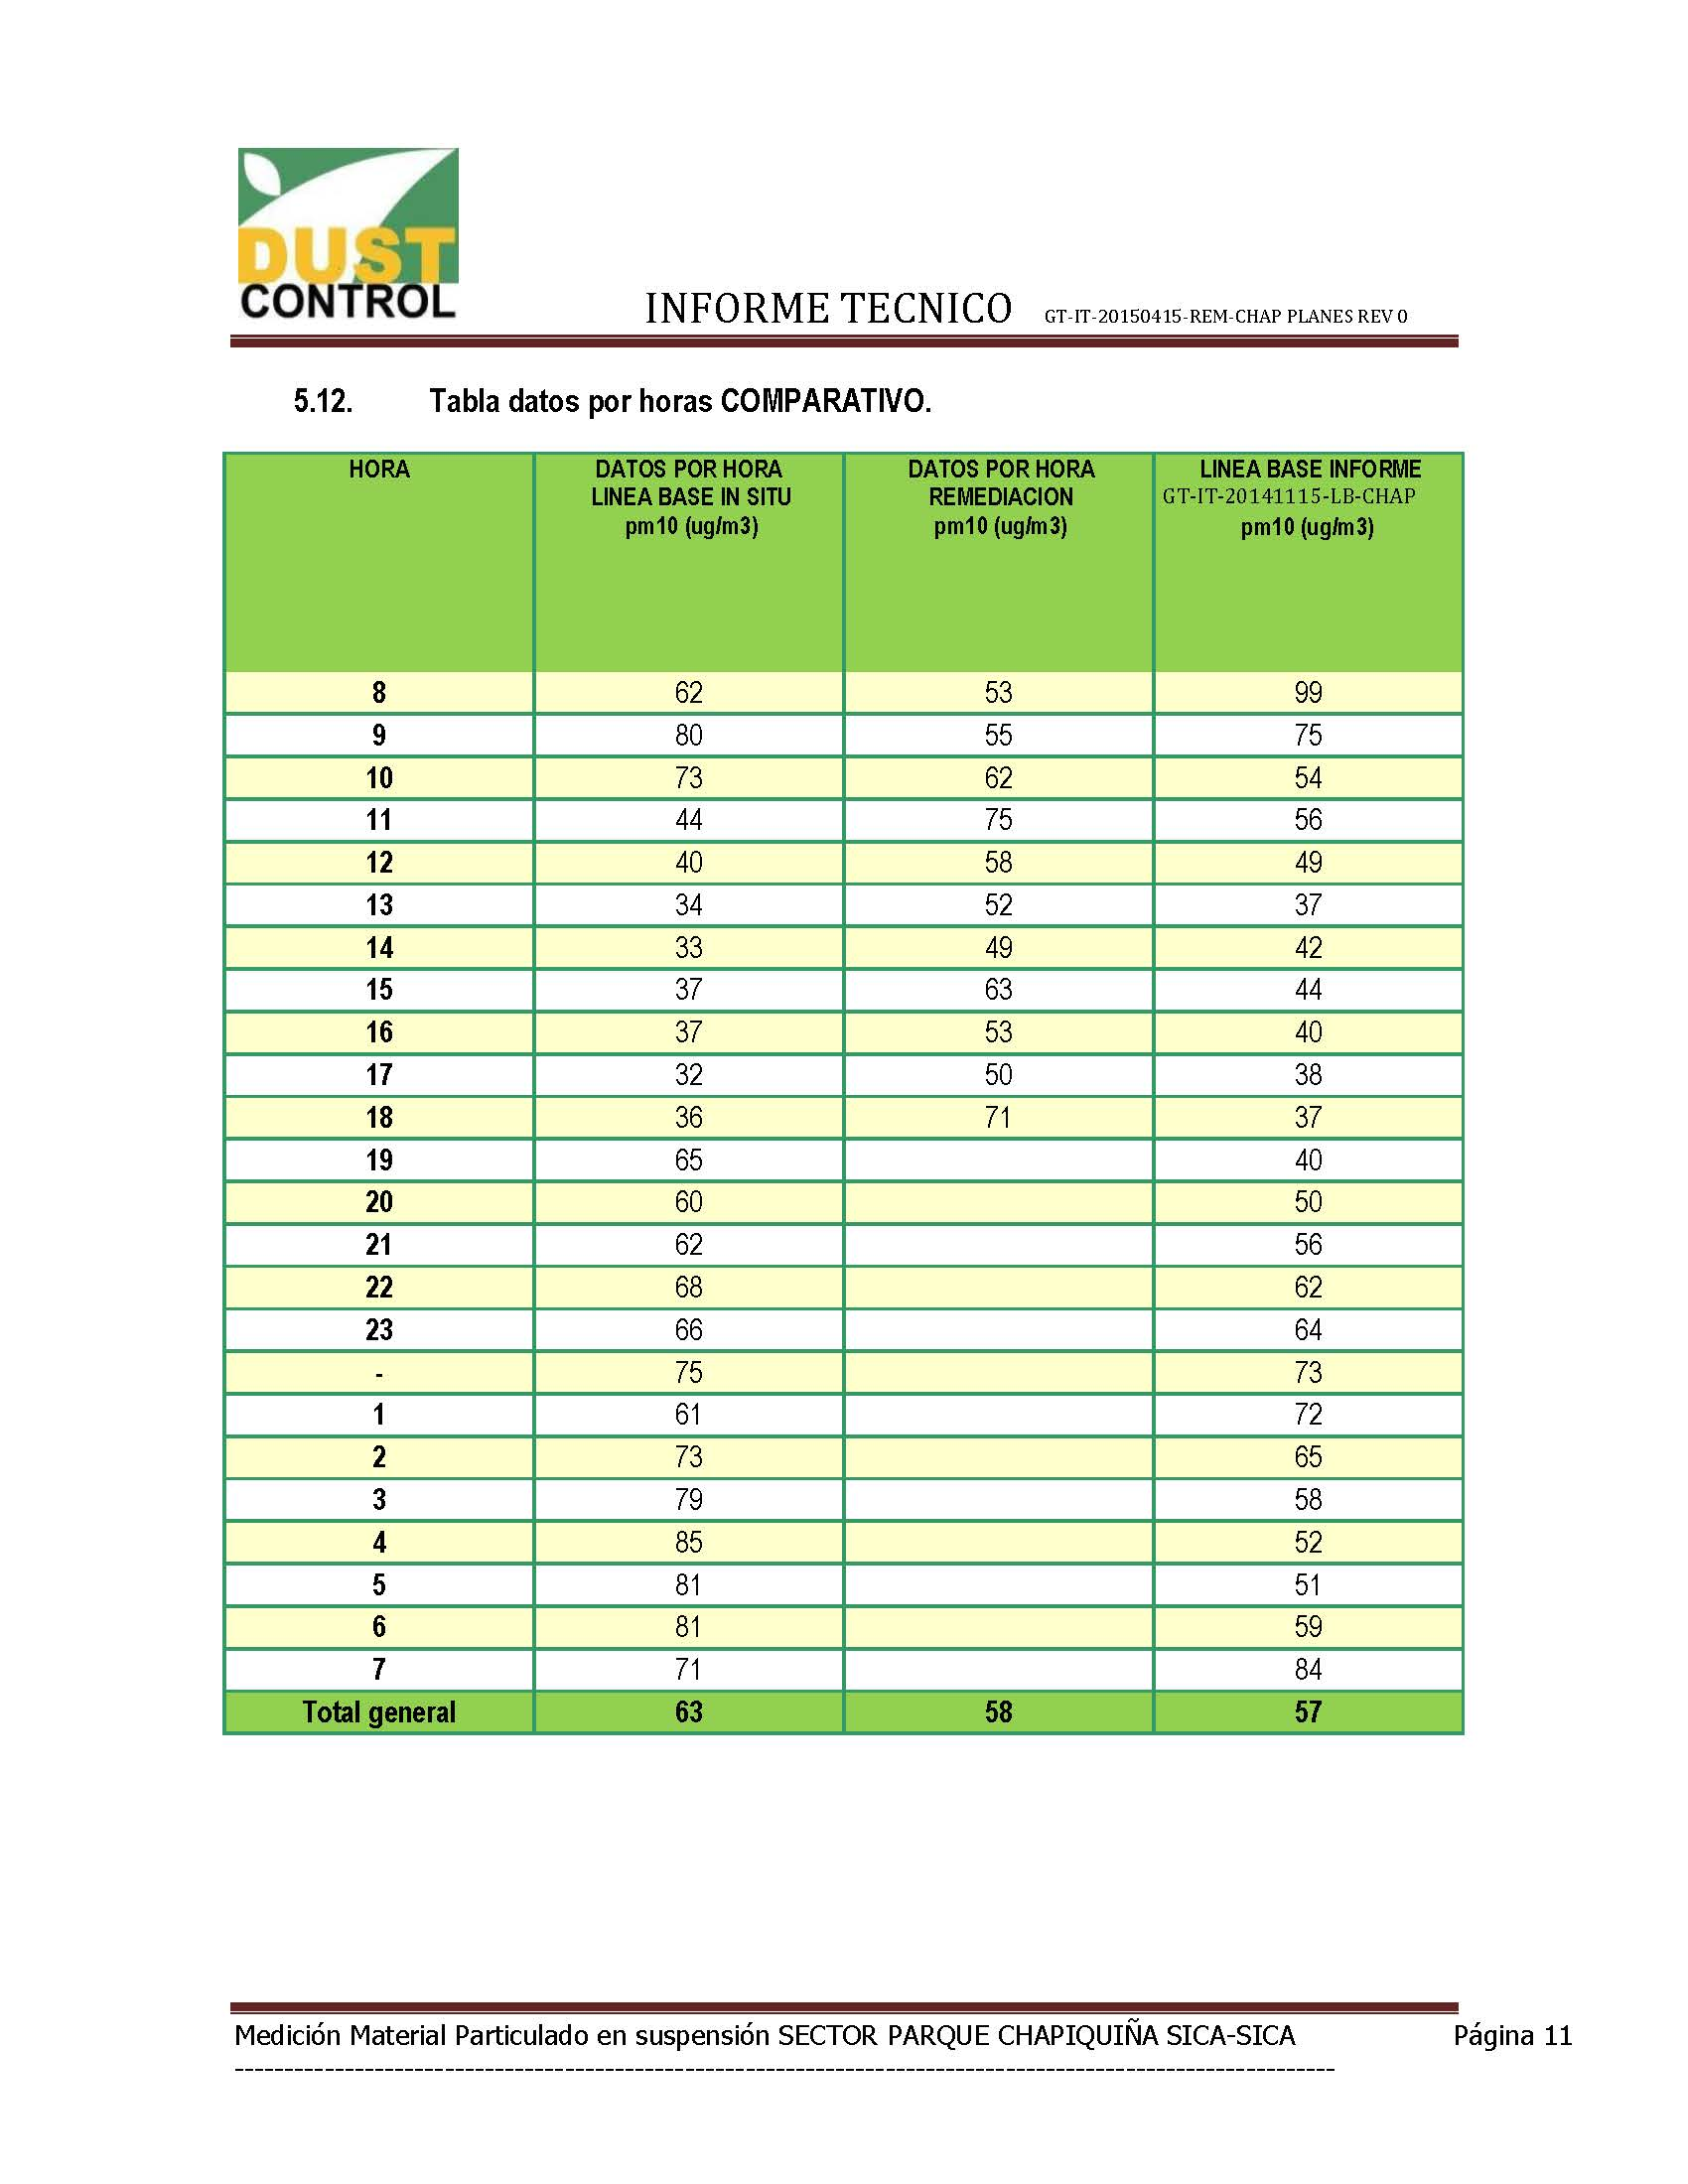 DUST
CONTROL
INFORME TECNICO GT-IT-20150415-REM-CHAP PLANES REV 0
5.12. Tabla datos por horas COMPARATIVO.
HORA DATOS POR HORA DATOS POR HORA LINEA BASE INFORME
LINEA BASE IN SITU REMEDIACION GT-IT-20141115-LB-CHAP
pm10 (ug/m3) pm10 (ug/m3) pm10 (ug/m3)
8 62 53 99
9 80 55 75
10 73 62 54
11 44 75 56
12 40 58 49
13 34 52 37
14 33 49 42
15 37 63 44
16 37 53 40
17 32 50 38
18 36 71 37
19 65 40
20 60 50
21 62 56
22 68 62
23 66 64
- 75 73
1 61 72
2 73 65
3 79 58
4 85 52
5 81 51
6 81 59
7 71 84
Total general 63 58 57
Medición Material Particulado en suspensión SECTOR PARQUE CHAPIQUIÑA SICA-SICA Página 11